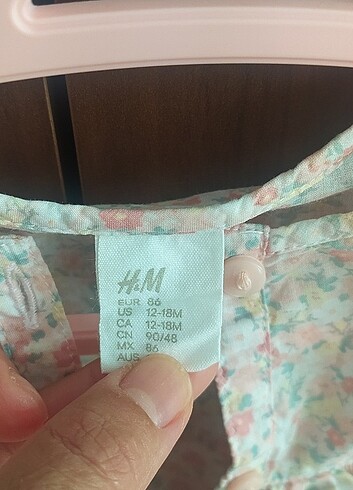 H&M
EUR 86
US 12-18M
CA 12-18M
CN 90/48
MX 86
AUS